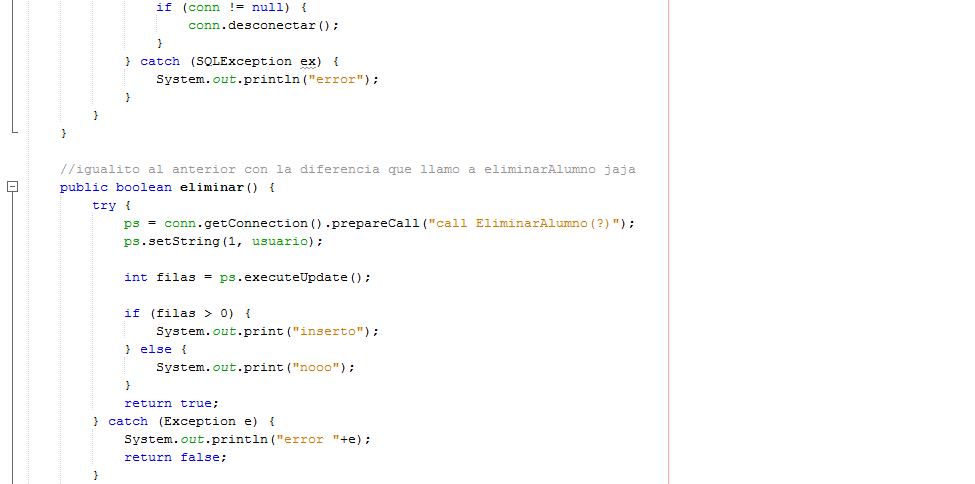 if (conn != null) {
conn.desconectar();
}
} catch (SQLException ex) {
System.out.println("error");
}
}
}
//igualito al anterior con la diferencia que llamo a eliminarAlumno jaja
public boolean eliminar() {
try {
ps = conn.getConnection().prepareCall("call EliminarAlumno(?)");
ps.setString(1, usuario);
int filas = ps.executeUpdate();
if (filas > 0) {
System.out.print("inserto");
} else {
System.out.print("nooo");
}
return true;
} catch (Exception e) {
System.out.println("error "+e);
return false;
}